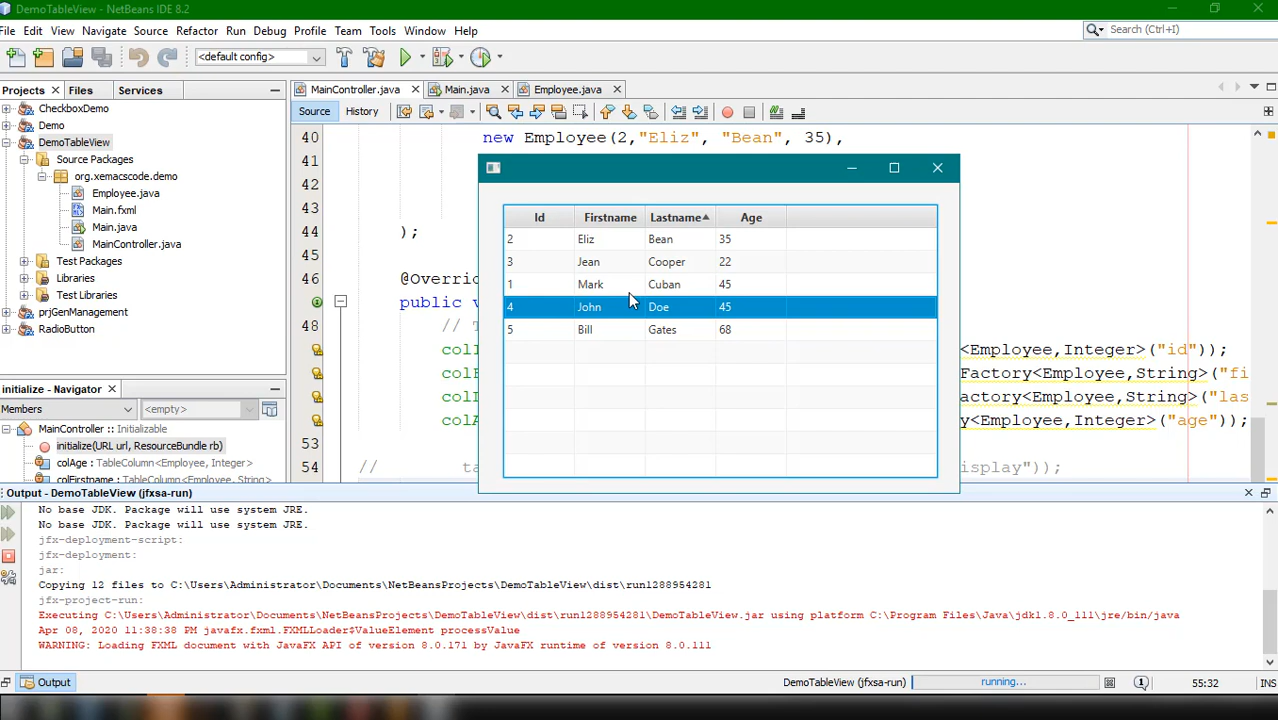 DemoTableView - NetBeans IDE 8.2
File Edit View Navigate Source Refactor Run Debug Profile Team Tools Window Help
Search (Ctrl+I)
<default config>
Projects Files Services
CheckboxDemo
Demo
DemoTableView
Source Packages
org.xemacscode.demo
Employee.java
Main.fxml
Main.java
MainController.java
Test Packages
Libraries
Test Libraries
prjGenManagement
RadioButton
initialize - Navigator
Members <empty>
MainController :: Initializable
initialize(URL url, ResourceBundle rb)
colAge : TableColumn<Employee, Integer>
colFirstname : TableColumn<Employee, String>
MainController.java Main.java Employee.java
Source History
40 new Employee(2,"Eliz", "Bean", 35),
41
42
43
44 );
45
46 @Overri
public v
48 // T
colI <Employee,Integer>("id"));
Factory<Employee,String>("fi
actory<Employee,String>("las
colA y<Employee,Integer>("age"));
53
54 // ta isplay"));
Id Firstname Lastname Age
2 Eliz Bean 35
3 Jean Cooper 22
1 Mark Cuban 45
4 John Doe 45
5 Bill Gates 68
Output - DemoTableView (jfxsa-run)
No base JDK. Package will use system JRE.
No base JDK. Package will use system JRE.
jfx-deployment-script:
jfx-deployment:
jar:
Copying 12 files to C:\Users\Administrator\Documents\NetBeansProjects\DemoTableView\dist\run1288954281
jfx-project-run:
Executing C:\Users\Administrator\Documents\NetBeansProjects\DemoTableView\dist\run1288954281\DemoTableView.jar using platform C:\Program Files\Java\jdk1.8.0_111\jre/bin/java
Apr 08, 2020 11:38:38 PM javafx.fxml.FXMLLoader$ValueElement processValue
WARNING: Loading FXML document with JavaFX API of version 8.0.171 by JavaFX runtime of version 8.0.111
Output
DemoTableView (jfxsa-run) running... 1 55:32 INS